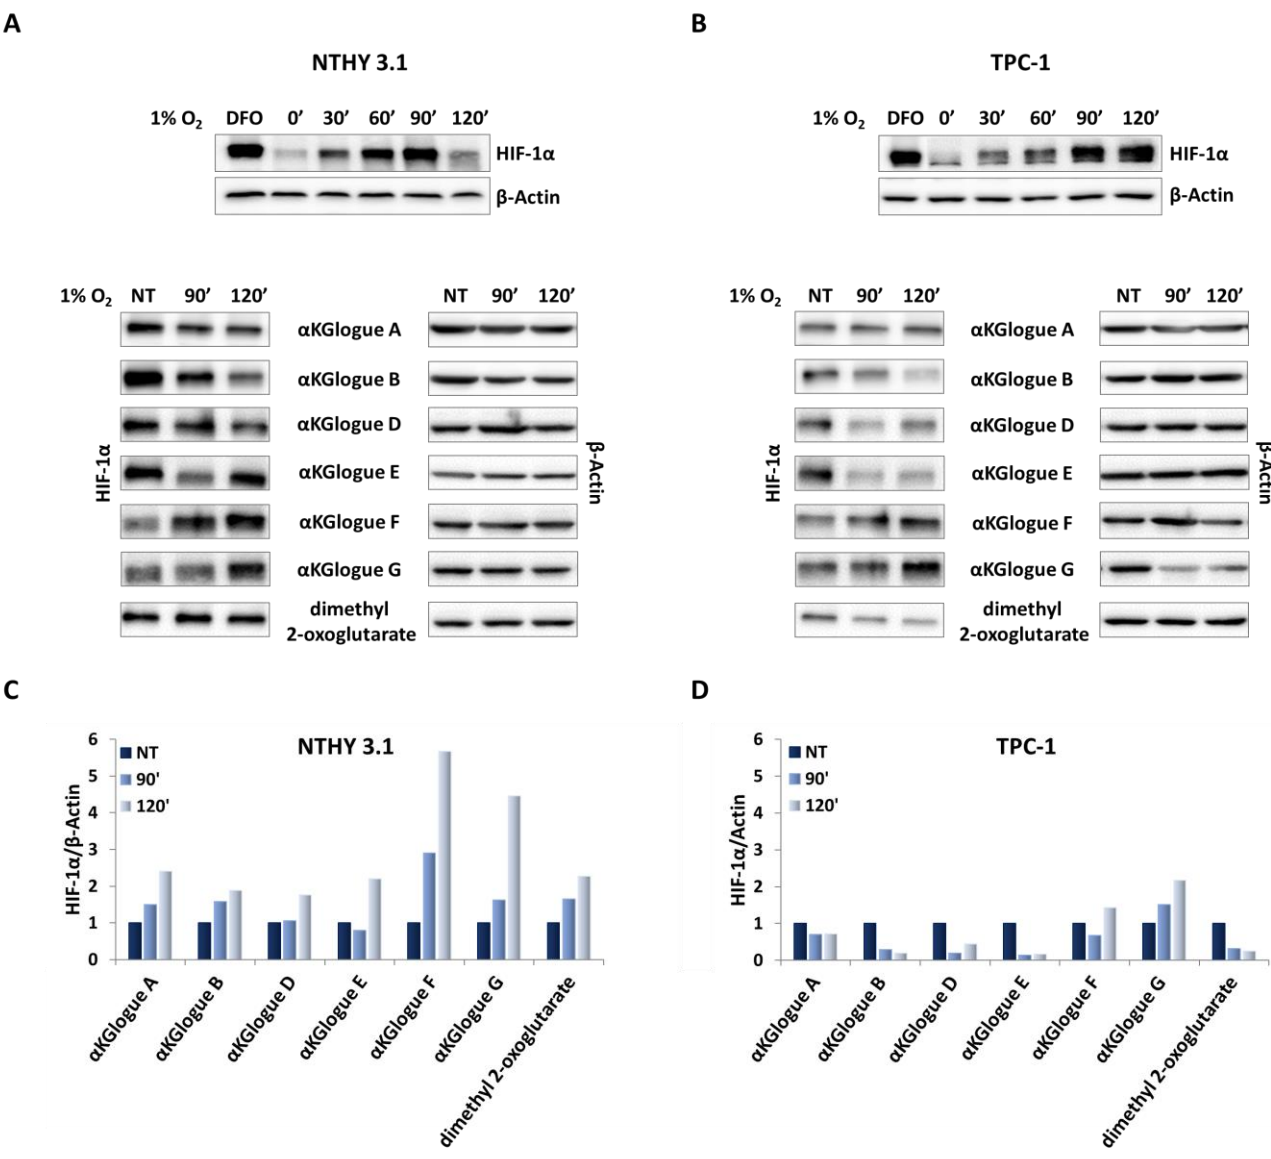 A
B
NTHY 3.1
TPC-1
1% O2 DFO 0’ 30’ 60’ 90’ 120’
HIF-1α
β-Actin
1% O2 DFO 0’ 30’ 60’ 90’ 120’
HIF-1α
β-Actin
1% O2 NT 90’ 120’
NT 90’ 120’
HIF-1α
αKGlogue A
αKGlogue B
αKGlogue D
αKGlogue E
αKGlogue F
αKGlogue G
dimethyl
2-oxoglutarate
β-Actin
1% O2 NT 90’ 120’
NT 90’ 120’
HIF-1α
αKGlogue A
αKGlogue B
αKGlogue D
αKGlogue E
αKGlogue F
αKGlogue G
dimethyl
2-oxoglutarate
β-Actin
C
D
NTHY 3.1
HIF-1α/β-Actin
6
5
4
3
2
1
0
NT
90'
120'
αKGlogue A
αKGlogue B
αKGlogue D
αKGlogue E
αKGlogue F
αKGlogue G
dimethyl 2-oxoglutarate
TPC-1
HIF-1α/Actin
6
5
4
3
2
1
0
NT
90'
120'
αKGlogue A
αKGlogue B
αKGlogue D
αKGlogue E
αKGlogue F
αKGlogue G
dimethyl 2-oxoglutarate